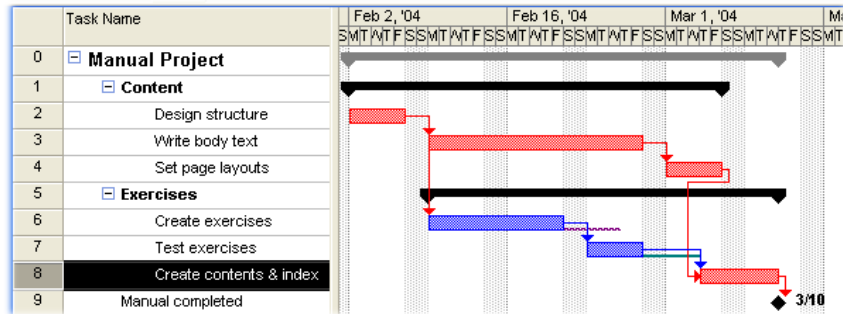 Task Name Feb 2, '04 Feb 16, '04 Mar 1, '04
SMTWTFSSMTWTFSSMTWTFSSMTWTFSSMTWTFSSMT
0 Manual Project
1 Content
2 Design structure
3 Write body text
4 Set page layouts
5 Exercises
6 Create exercises
7 Test exercises
8 Create contents & index
9 Manual completed 3/10